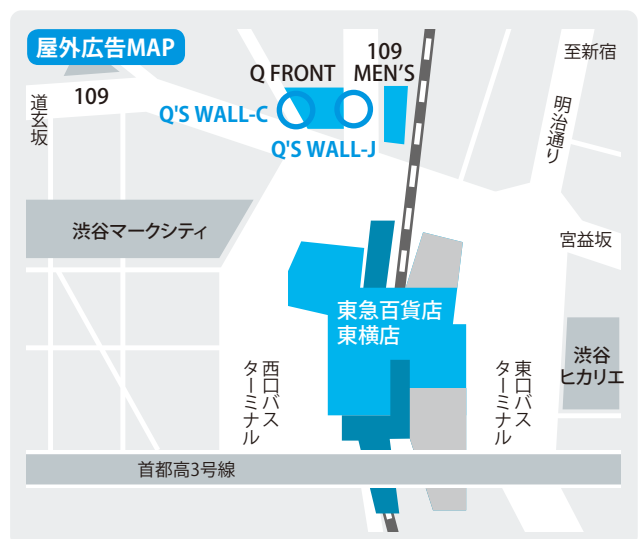 屋外広告MAP
109
MEN'S
Q FRONT
至新宿
109
道玄坂
Q'S WALL-C
Q'S WALL-J
明治通り
渋谷マークシティ
宮益坂
東急百貨店
東横店
渋谷
ヒカリエ
西口バス
ターミナル
東口バス
ターミナル
首都高3号線